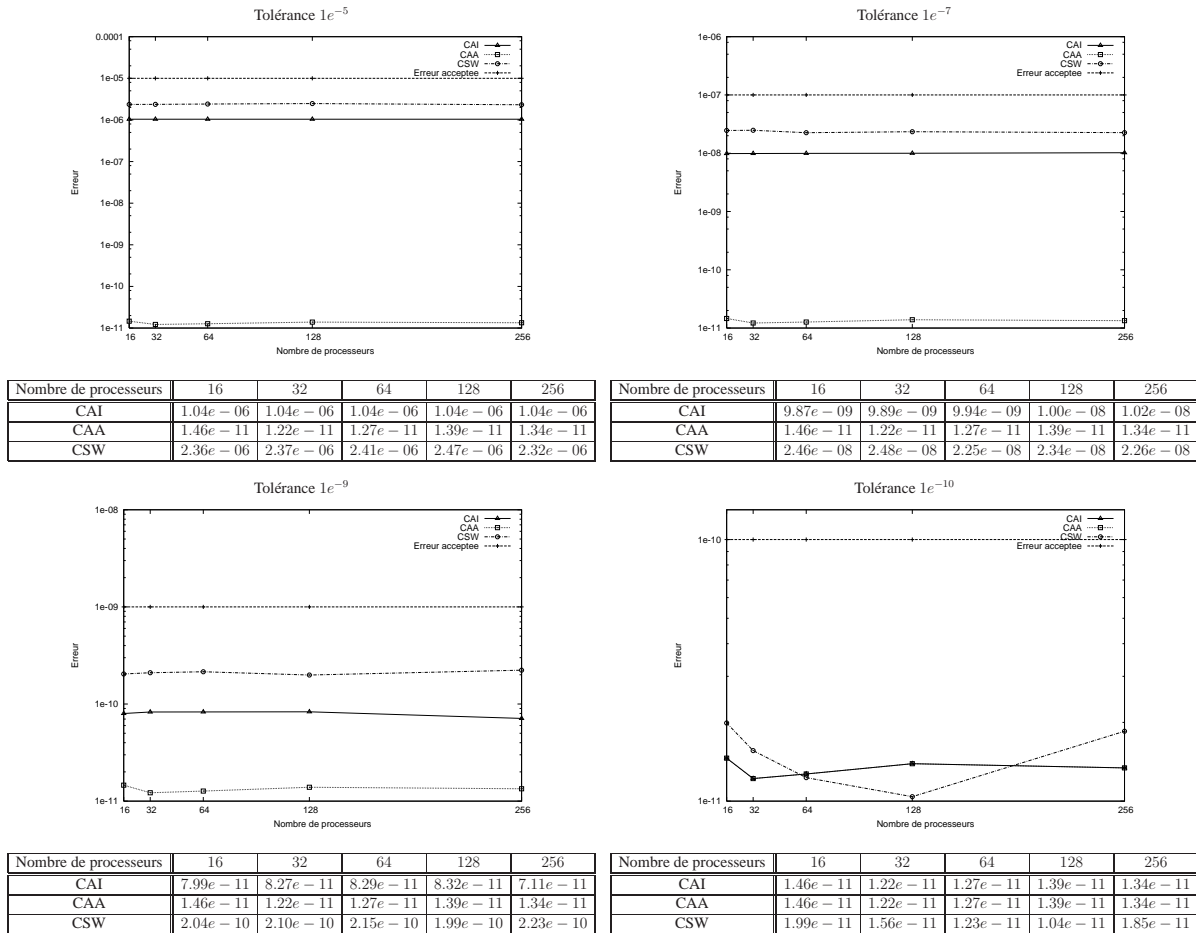 Tolérance 1e−5
0.0001
1e-05
1e-06
1e-07
1e-08
1e-09
1e-10
1e-11
Erreur
CAI
CAA
CSW
Erreur acceptee
16 32 64 128 256
Nombre de processeurs
Tolérance 1e−7
1e-06
1e-07
1e-08
1e-09
1e-10
1e-11
Erreur
CAI
CAA
CSW
Erreur acceptee
16 32 64 128 256
Nombre de processeurs
Nombre de processeurs 16 32 64 128 256
CAI 1.04e − 06 1.04e − 06 1.04e − 06 1.04e − 06 1.04e − 06
CAA 1.46e − 11 1.22e − 11 1.27e − 11 1.39e − 11 1.34e − 11
CSW 2.36e − 06 2.37e − 06 2.41e − 06 2.47e − 06 2.32e − 06
Nombre de processeurs 16 32 64 128 256
CAI 9.87e − 09 9.89e − 09 9.94e − 09 1.00e − 08 1.02e − 08
CAA 1.46e − 11 1.22e − 11 1.27e − 11 1.39e − 11 1.34e − 11
CSW 2.46e − 08 2.48e − 08 2.25e − 08 2.34e − 08 2.26e − 08
Tolérance 1e−9
1e-08
1e-09
1e-10
1e-11
Erreur
CAI
CAA
CSW
Erreur acceptee
16 32 64 128 256
Nombre de processeurs
Tolérance 1e−10
1e-10
1e-11
Erreur
CAI
CAA
CSW
Erreur acceptee
16 32 64 128 256
Nombre de processeurs
Nombre de processeurs 16 32 64 128 256
CAI 7.99e − 11 8.27e − 11 8.29e − 11 8.32e − 11 7.11e − 11
CAA 1.46e − 11 1.22e − 11 1.27e − 11 1.39e − 11 1.34e − 11
CSW 2.04e − 10 2.10e − 10 2.15e − 10 1.99e − 10 2.23e − 10
Nombre de processeurs 16 32 64 128 256
CAI 1.46e − 11 1.22e − 11 1.27e − 11 1.39e − 11 1.34e − 11
CAA 1.46e − 11 1.22e − 11 1.27e − 11 1.39e − 11 1.34e − 11
CSW 1.99e − 11 1.56e − 11 1.23e − 11 1.04e − 11 1.85e − 11